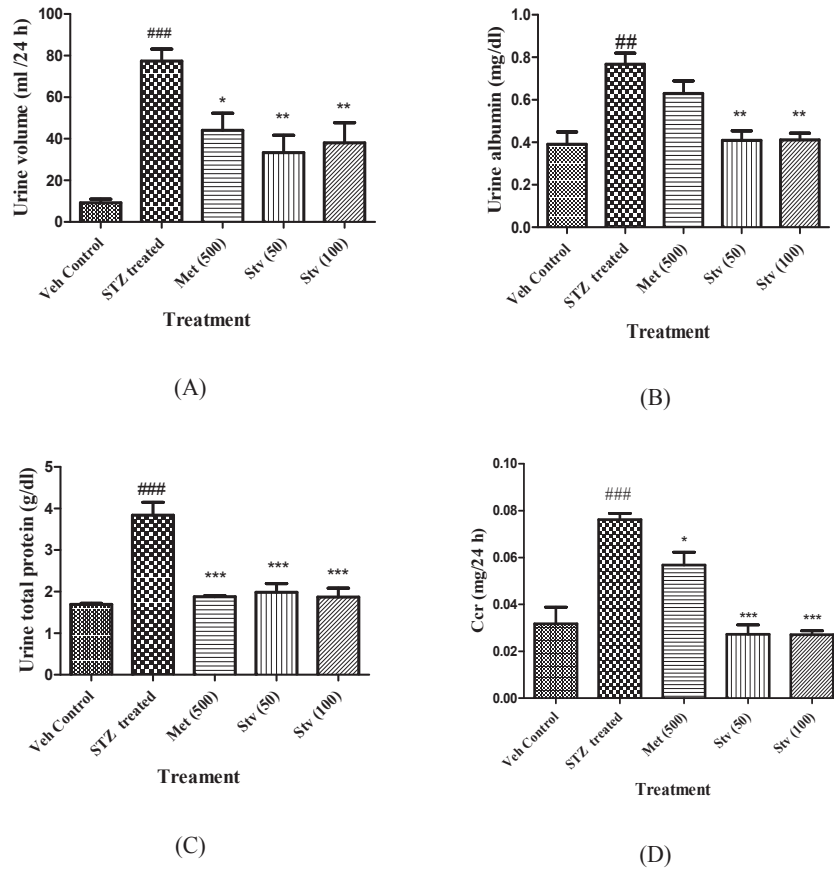 Urine volume (ml /24 h)
100
80
60
40
20
0
###
*
**
**
Veh Control
STZ treated
Met (500)
Stv (50)
Stv (100)
Treatment
(A)
Urine albumin (mg/dl)
1.0
0.8
0.6
0.4
0.2
0.0
##
**
**
Veh Control
STZ treated
Met (500)
Stv (50)
Stv (100)
Treatment
(B)
Urine total protein (g/dl)
5
4
3
2
1
0
###
***
***
***
Veh Control
STZ treated
Met (500)
Stv (50)
Stv (100)
Treament
(C)
Ccr (mg/24 h)
0.10
0.08
0.06
0.04
0.02
0.00
###
*
***
***
Veh Control
STZ treated
Met (500)
Stv (50)
Stv (100)
Treatment
(D)